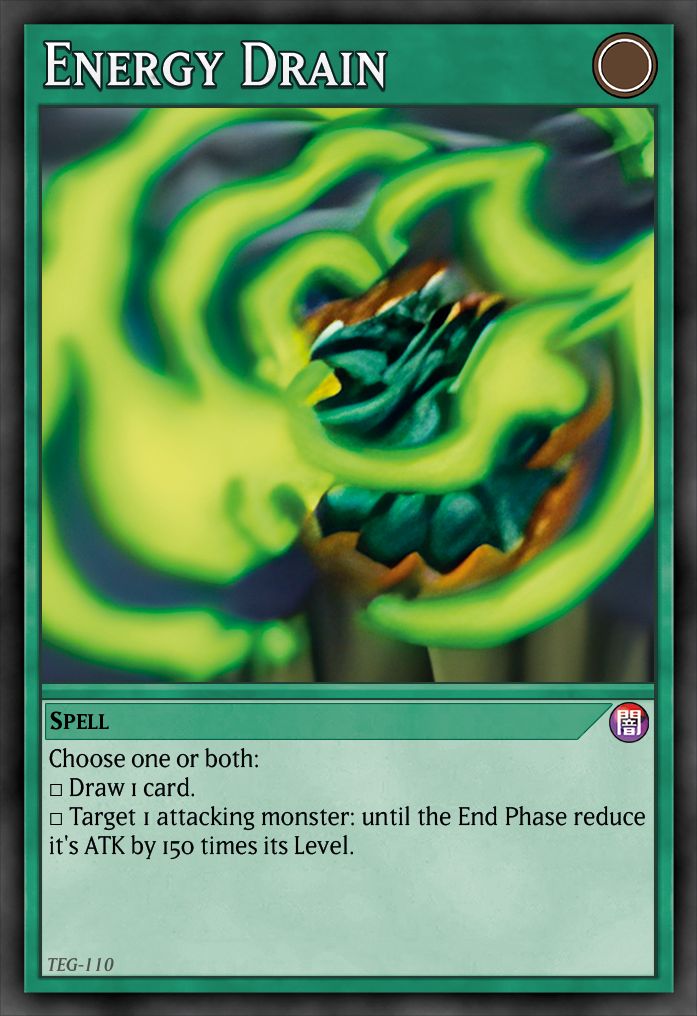 Energy Drain
Spell
闇
Choose one or both:
□ Draw 1 card.
□ Target 1 attacking monster: until the End Phase reduce
it's ATK by 150 times its Level.
TEG-110